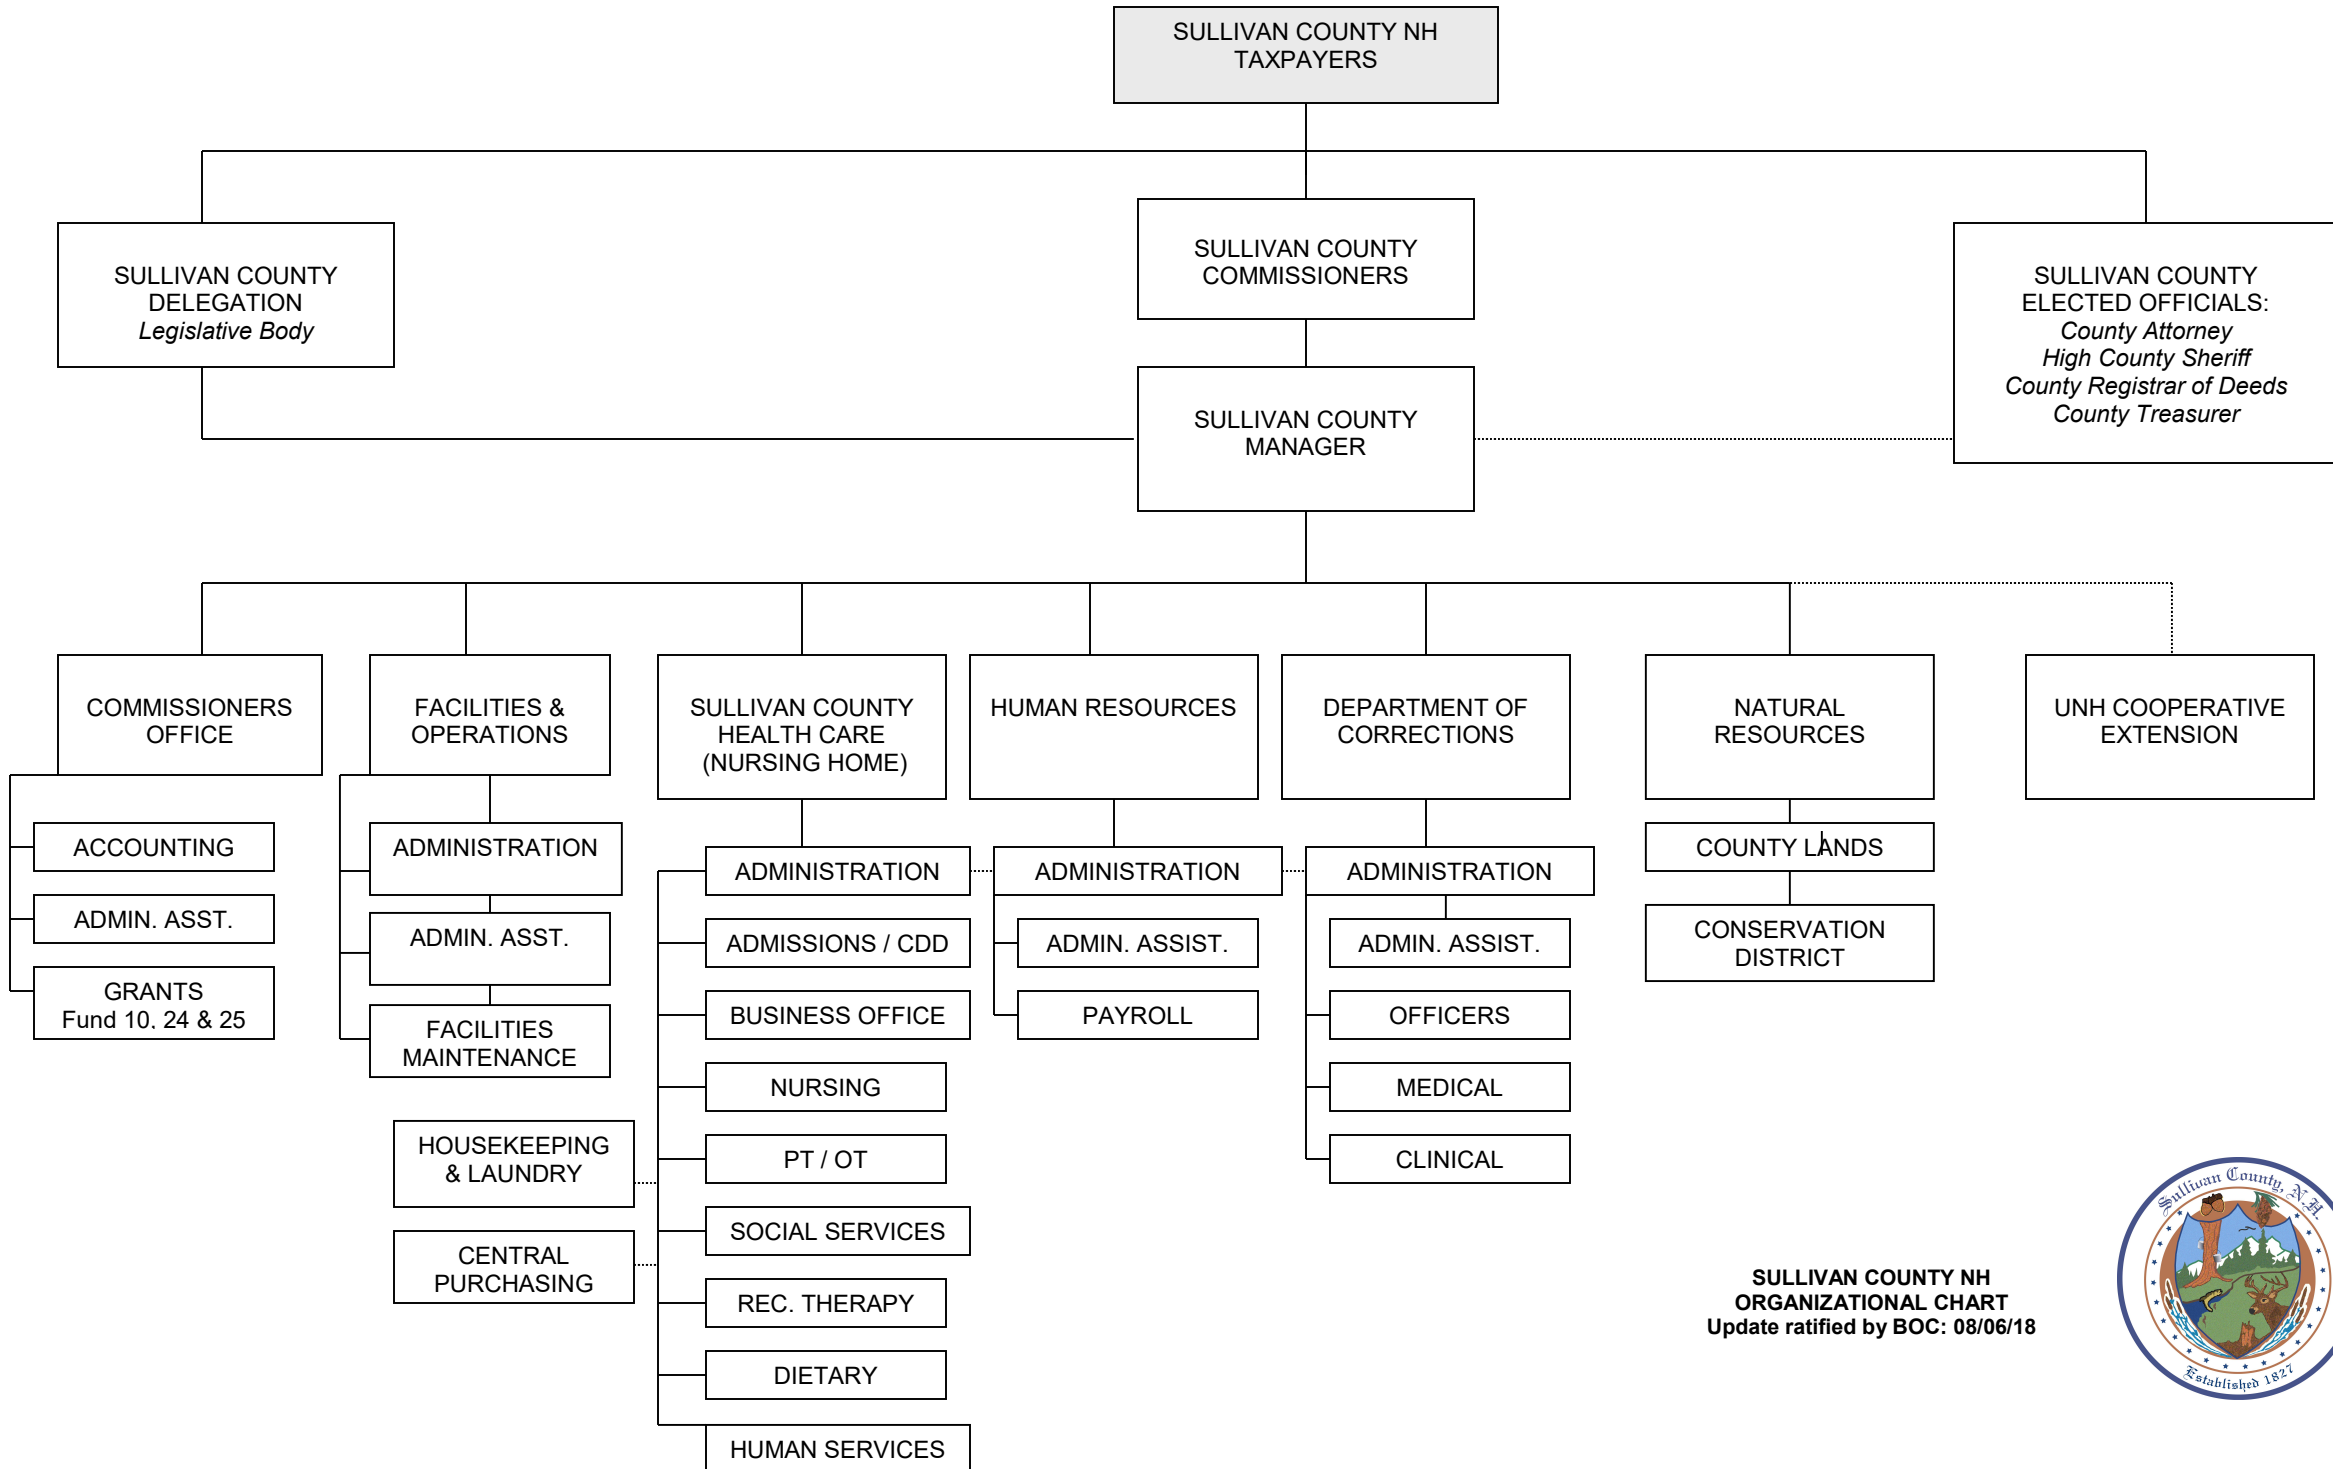 SULLIVAN COUNTY NH
TAXPAYERS
SULLIVAN COUNTY
DELEGATION
Legislative Body
SULLIVAN COUNTY
COMMISSIONERS
SULLIVAN COUNTY
ELECTED OFFICIALS:
County Attorney
High County Sheriff
County Registrar of Deeds
County Treasurer
SULLIVAN COUNTY
MANAGER
COMMISSIONERS
OFFICE
FACILITIES &
OPERATIONS
SULLIVAN COUNTY
HEALTH CARE
(NURSING HOME)
HUMAN RESOURCES
DEPARTMENT OF
CORRECTIONS
NATURAL
RESOURCES
UNH COOPERATIVE
EXTENSION
ACCOUNTING
ADMIN. ASST.
GRANTS
Fund 10, 24 & 25
ADMINISTRATION
ADMIN. ASST.
FACILITIES
MAINTENANCE
HOUSEKEEPING
& LAUNDRY
CENTRAL
PURCHASING
ADMINISTRATION
ADMISSIONS / CDD
BUSINESS OFFICE
NURSING
PT / OT
SOCIAL SERVICES
REC. THERAPY
DIETARY
HUMAN SERVICES
ADMINISTRATION
ADMIN. ASSIST.
PAYROLL
ADMINISTRATION
ADMIN. ASSIST.
OFFICERS
MEDICAL
CLINICAL
COUNTY LANDS
CONSERVATION
DISTRICT
SULLIVAN COUNTY NH
ORGANIZATIONAL CHART
Update ratified by BOC: 08/06/18
Sullivan County, N.H.
Established 1827